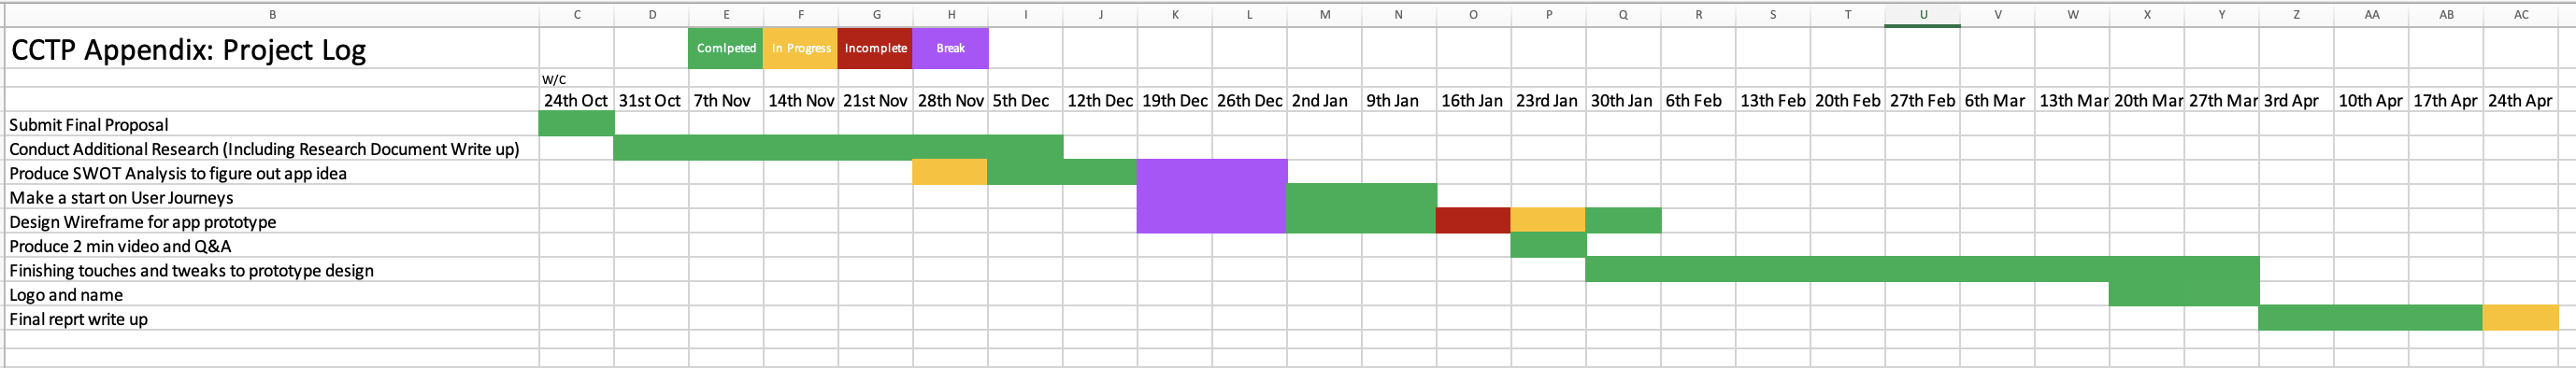 B C D E F G H I J K L M N O P Q R S T U V W X Y Z AA AB AC
CCTP Appendix: Project Log Comlpeted In Progress Incomplete Break
W/C
24th Oct 31st Oct 7th Nov 14th Nov 21st Nov 28th Nov 5th Dec 12th Dec 19th Dec 26th Dec 2nd Jan 9th Jan 16th Jan 23rd Jan 30th Jan 6th Feb 13th Feb 20th Feb 27th Feb 6th Mar 13th Mar 20th Mar 27th Mar 3rd Apr 10th Apr 17th Apr 24th Apr
Submit Final Proposal
Conduct Additional Research (Including Research Document Write up)
Produce SWOT Analysis to figure out app idea
Make a start on User Journeys
Design Wireframe for app prototype
Produce 2 min video and Q&A
Finishing touches and tweaks to prototype design
Logo and name
Final reprt write up